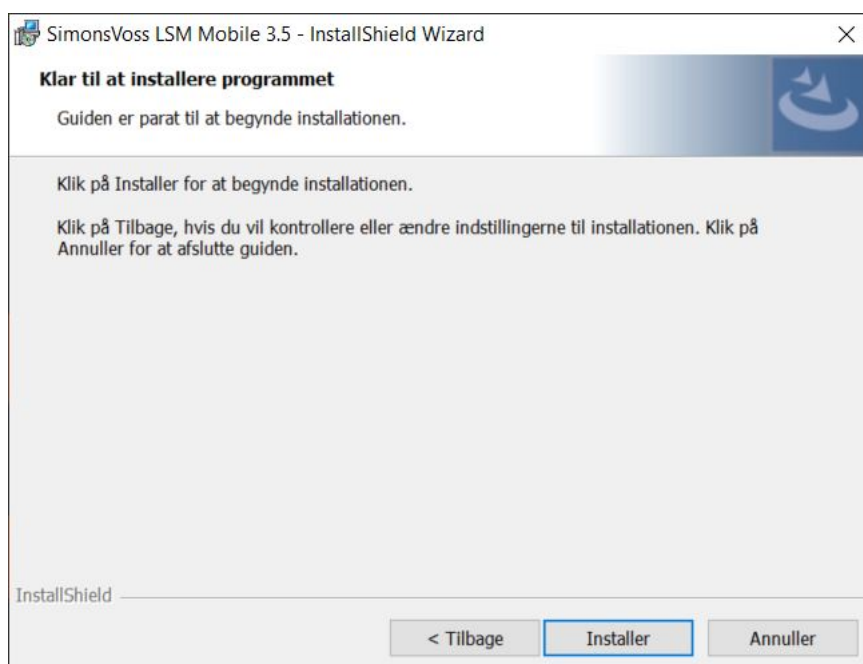 SimonsVoss LSM Mobile 3.5 - InstallShield Wizard
Klar til at installere programmet
Guiden er parat til at begynde installationen.
Klik på Installer for at begynde installationen.
Klik på Tilbage, hvis du vil kontrollere eller ændre indstillingerne til installationen. Klik på
Annuller for at afslutte guiden.
InstallShield
< Tilbage
Installer
Annuller